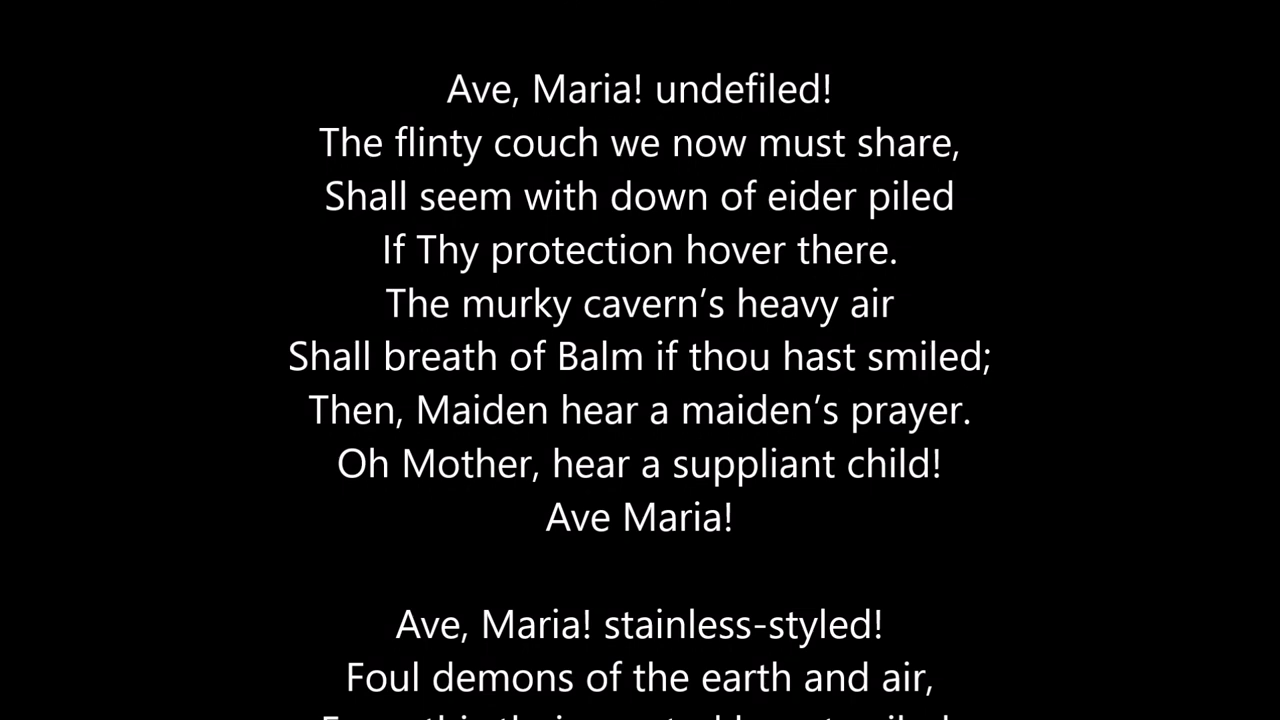 Ave, Maria! undefiled!
The flinty couch we now must share,
Shall seem with down of eider piled
If Thy protection hover there.
The murky cavern’s heavy air
Shall breath of Balm if thou hast smiled;
Then, Maiden hear a maiden’s prayer.
Oh Mother, hear a suppliant child!
Ave Maria!
Ave, Maria! stainless-styled!
Foul demons of the earth and air,